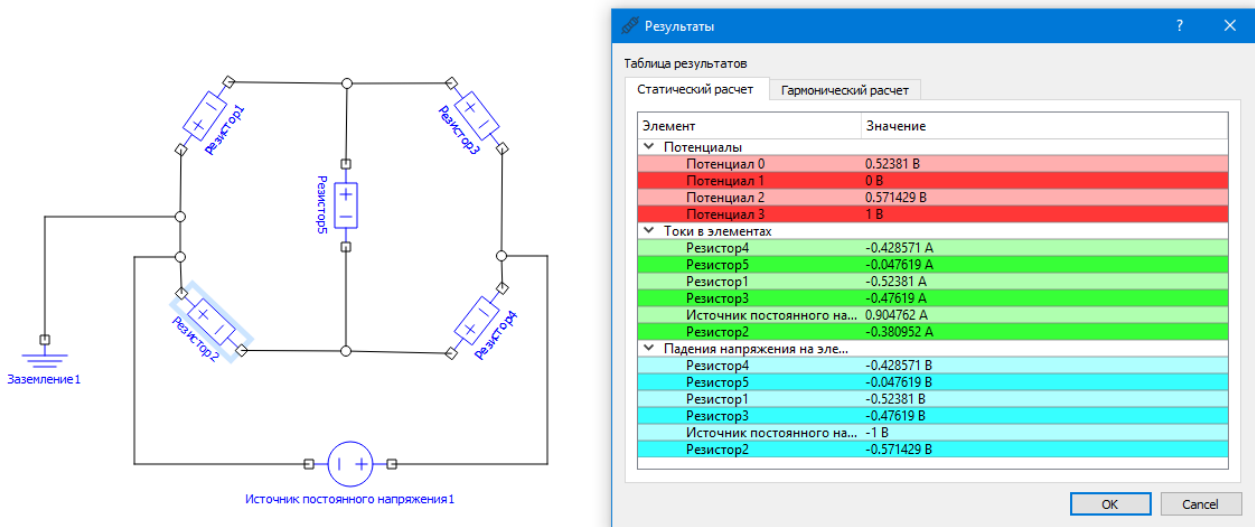 Резистор1
Резистор3
Резистор5
Резистор2
Резистор4
Заземление1
Источник постоянного напряжения1
Результаты
Таблица результатов
Статический расчет
Гармонический расчет
Элемент Значение
Потенциалы
Потенциал 0 0.52381 В
Потенциал 1 0 В
Потенциал 2 0.571429 В
Потенциал 3 1 В
Токи в элементах
Резистор4 -0.428571 А
Резистор5 -0.047619 А
Резистор1 -0.52381 А
Резистор3 -0.47619 А
Источник постоянного на... 0.904762 А
Резистор2 -0.380952 А
Падения напряжения на эле...
Резистор4 -0.428571 В
Резистор5 -0.047619 В
Резистор1 -0.52381 В
Резистор3 -0.47619 В
Источник постоянного на... -1 В
Резистор2 -0.571429 В
OK
Cancel